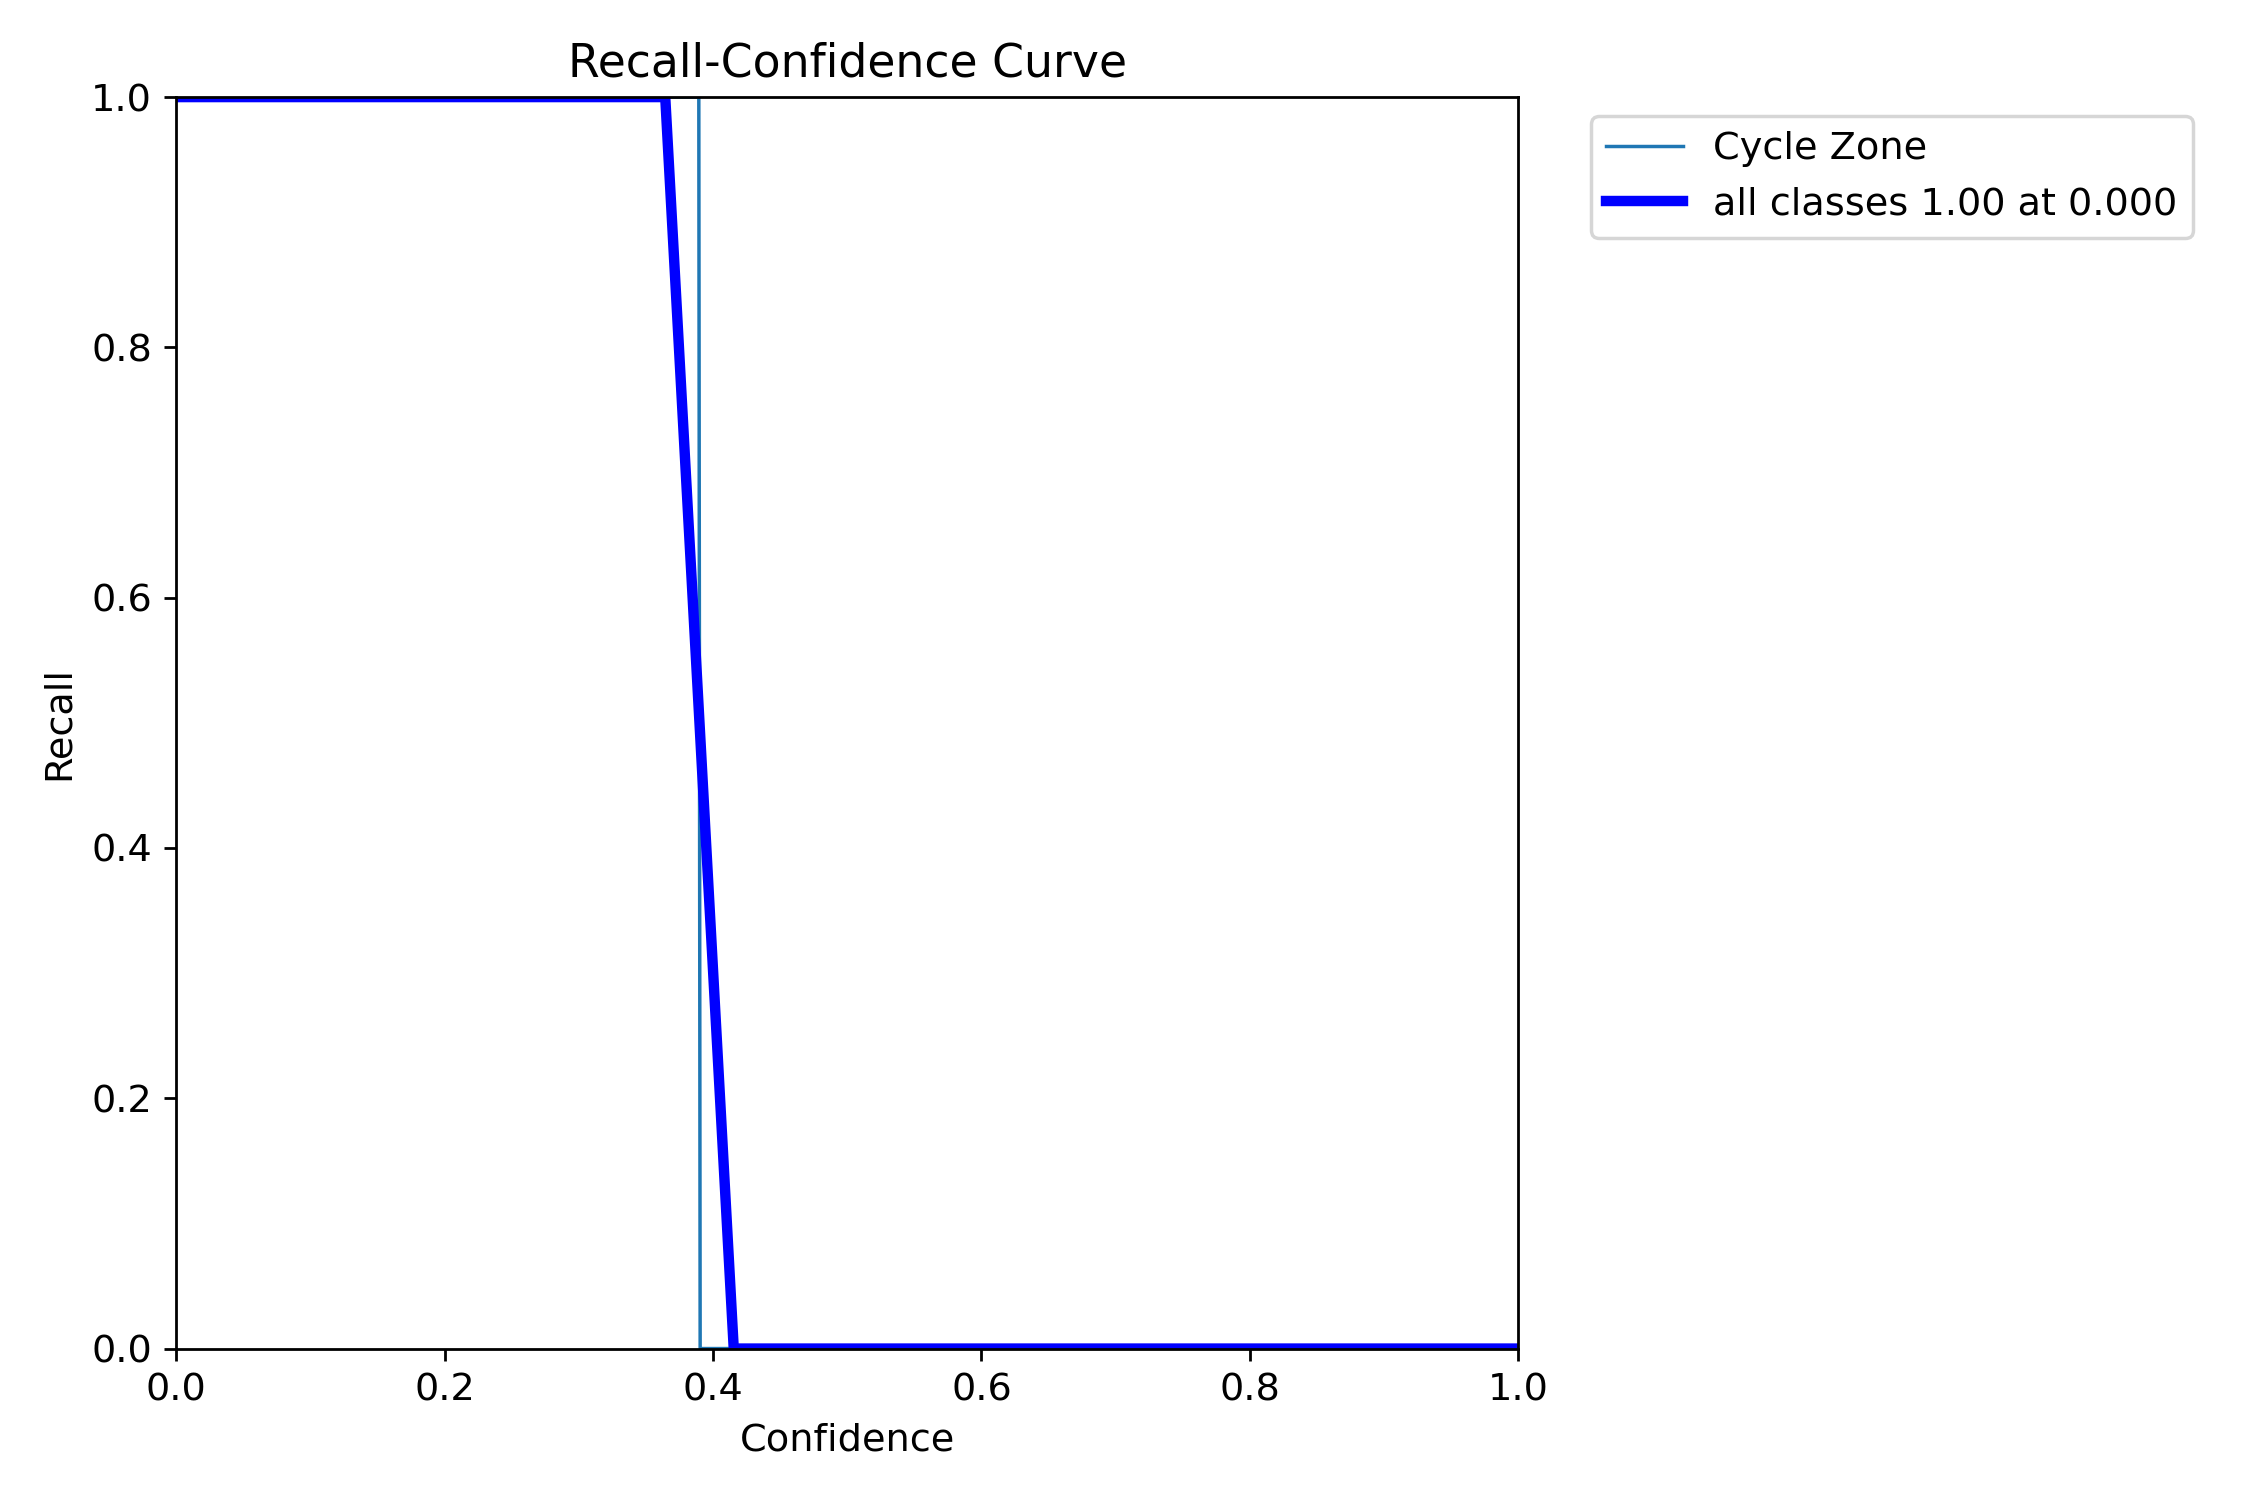 Recall-Confidence Curve
Cycle Zone
all classes 1.00 at 0.000
1.0
0.8
0.6
0.4
0.2
0.0
Recall
0.0 0.2 0.4 0.6 0.8 1.0
Confidence